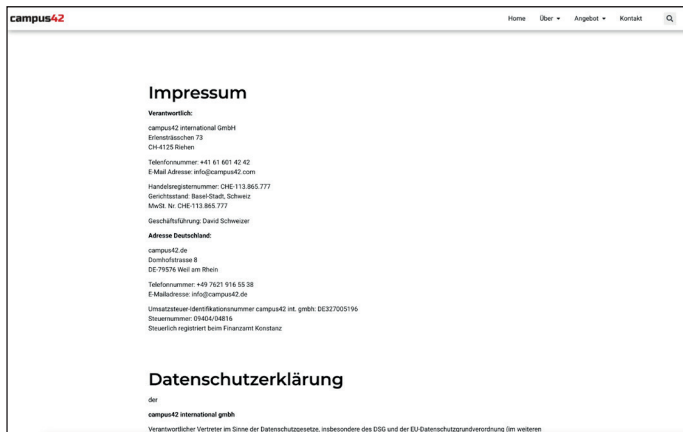 campus42
Home Über Angebot Kontakt
Impressum
Verantwortlich:
campus42 international GmbH
Erlensträsschen 73
CH-4125 Riehen
Telenfonnummer: +41 61 601 42 42
E-Mail Adresse: info@campus42.com
Handelsregisternummer: CHE-113.865.777
Gerichtsstand: Basel-Stadt, Schweiz
MwSt. Nr. CHE-113.865.777
Geschäftsführung: David Schweizer
Adresse Deutschland:
campus42.de
Domhofstrasse 8
DE-79576 Weil am Rhein
Telefonnummer: +49 7621 916 55 38
E-Mailadresse: info@campus42.de
Umsatzsteuer-Identifikationsnummer campus42 int. gmbh: DE327005196
Steuernummer: 09404/04816
Steuerlich registriert beim Finanzamt Konstanz
Datenschutzerklärung
der
campus42 international gmbh
Verantwortlicher Vertreter im Sinne der Datenschutzgesetze, insbesondere des DSG und der EU-Datenschutzgrundverordnung (im weiteren